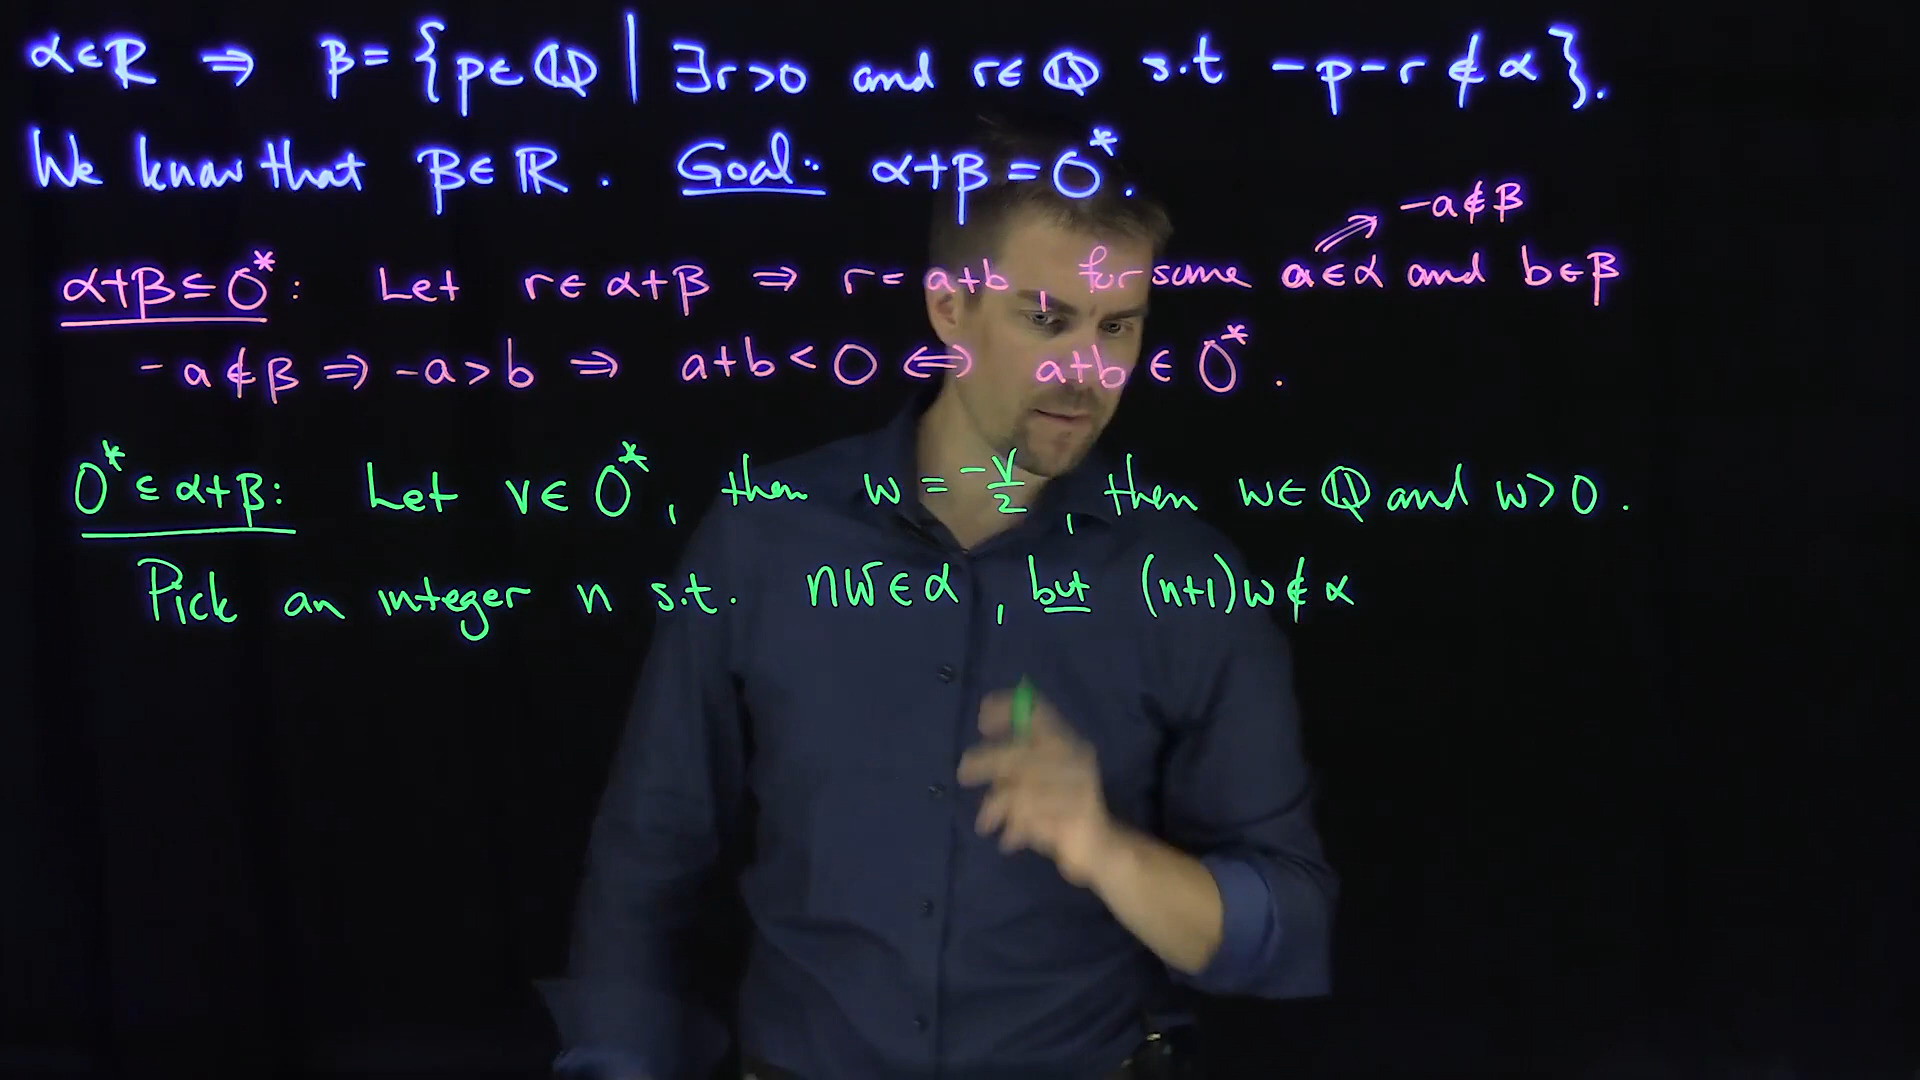 α∈ℝ ⇒ β = {p∈ℚ | ∃r>0 and r∈ℚ s.t -p-r∉α}.
We know that β∈ℝ. Goal: α+β=0*.
-a∉β
α+β⊆0*: Let r∈α+β ⇒ r=a+b, for some a∈α and b∈β
-a∉β ⇒ -a>b ⇒ a+b<0 ⇔ a+b∈0*.
0*⊆α+β: Let v∈0*, then w = -v/2, then w∈ℚ and w>0.
Pick an integer n s.t. nw∈α, but (n+1)w∉α